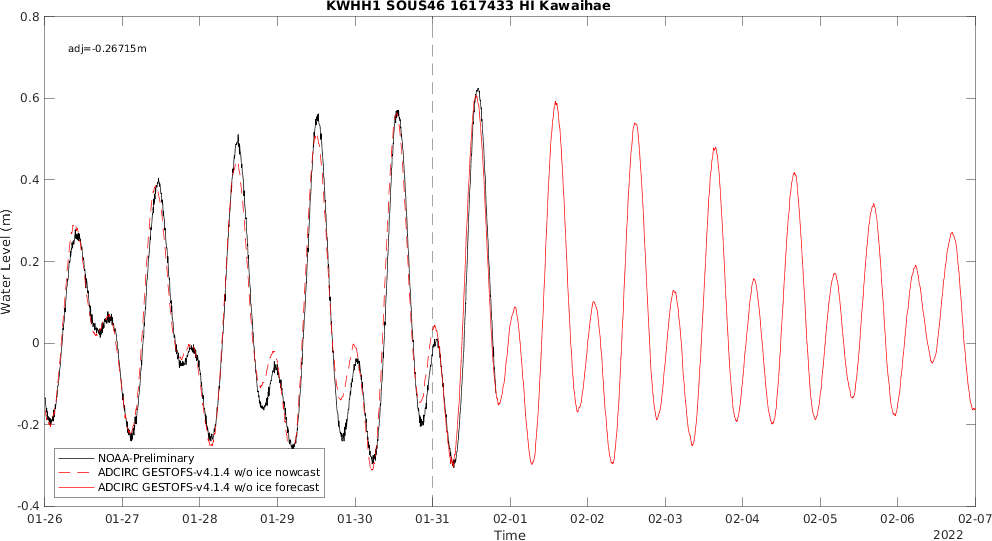 KWHH1 SOUS46 1617433 HI Kawaihae
adj=-0.26715m
0.8
0.6
0.4
0.2
0
-0.2
-0.4
Water Level (m)
NOAA-Preliminary
ADCIRC GESTOFS-v4.1.4 w/o ice nowcast
ADCIRC GESTOFS-v4.1.4 w/o ice forecast
01-26 01-27 01-28 01-29 01-30 01-31 02-01 02-02 02-03 02-04 02-05 02-06 02-07
Time
2022